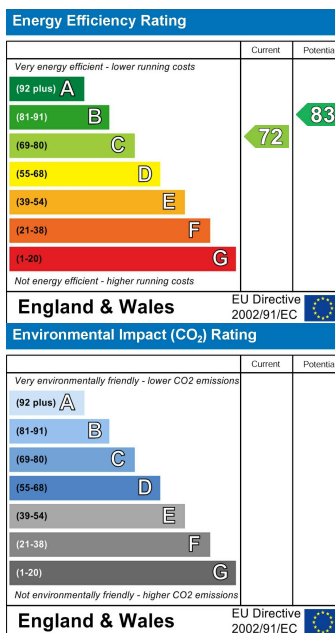 Energy Efficiency Rating
Current Potentia
Very energy efficient - lower running costs
(92 plus) A
(81-91) B
(69-80) C
(55-68) D
(39-54) E
(21-38) F
(1-20) G
72
83
Not energy efficient - higher running costs
England & Wales
EU Directive
2002/91/EC
Environmental Impact (CO₂) Rating
Current Potentia
Very environmentally friendly - lower CO2 emissions
(92 plus) A
(81-91) B
(69-80) C
(55-68) D
(39-54) E
(21-38) F
(1-20) G
Not environmentally friendly - higher CO2 emissions
England & Wales
EU Directive
2002/91/EC